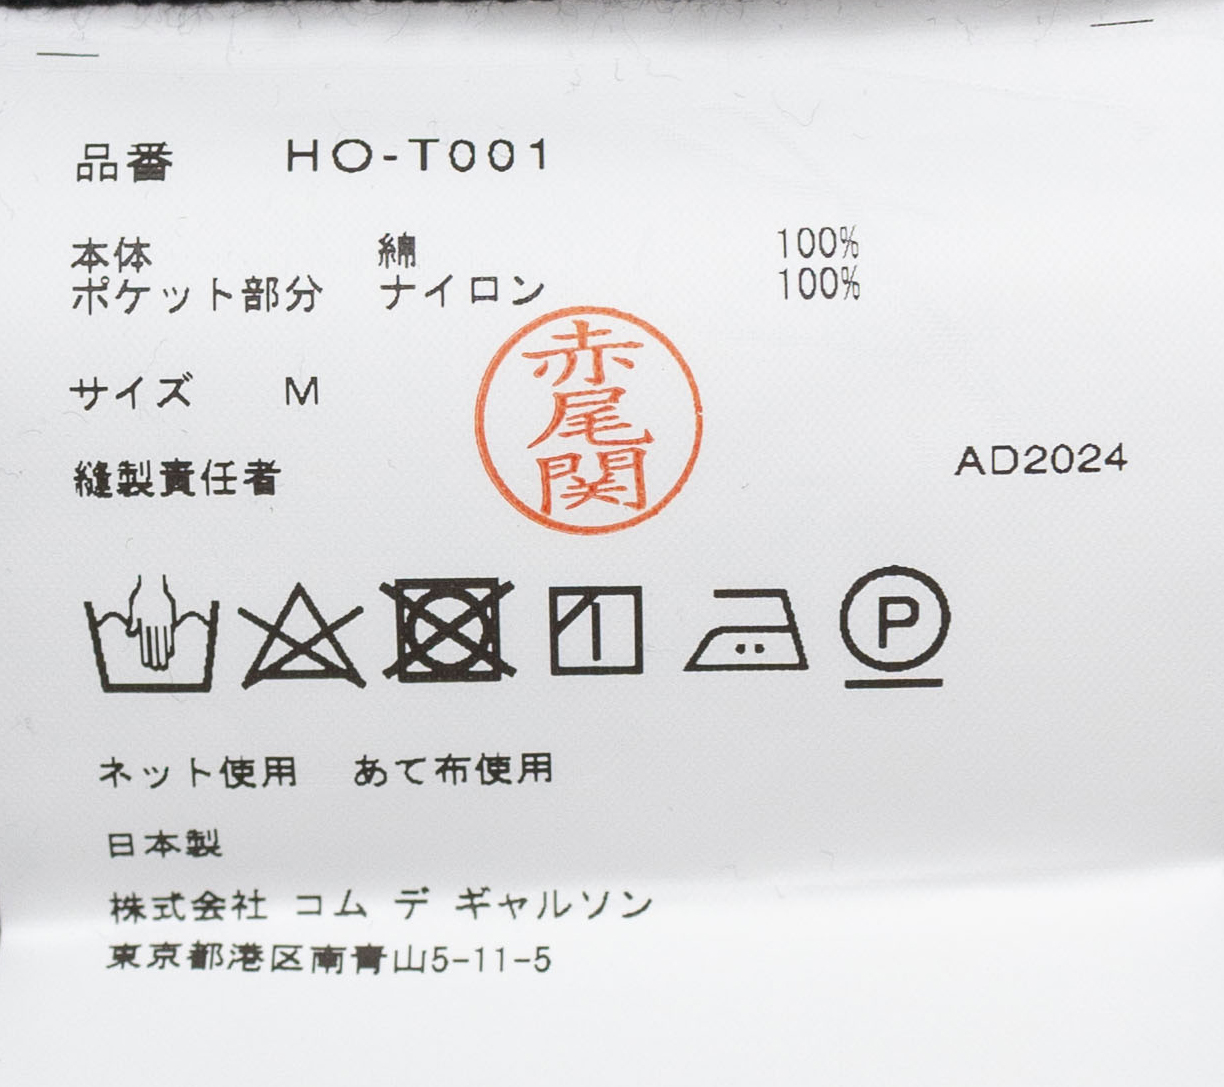 品番 HO-T001
本体 綿 100%
ポケット部分 ナイロン 100%
サイズ M
赤尾関
縫製責任者
AD2024
P
ネット使用 あて布使用
日本製
株式会社 コム デ ギャルソン
東京都港区南青山5-11-5